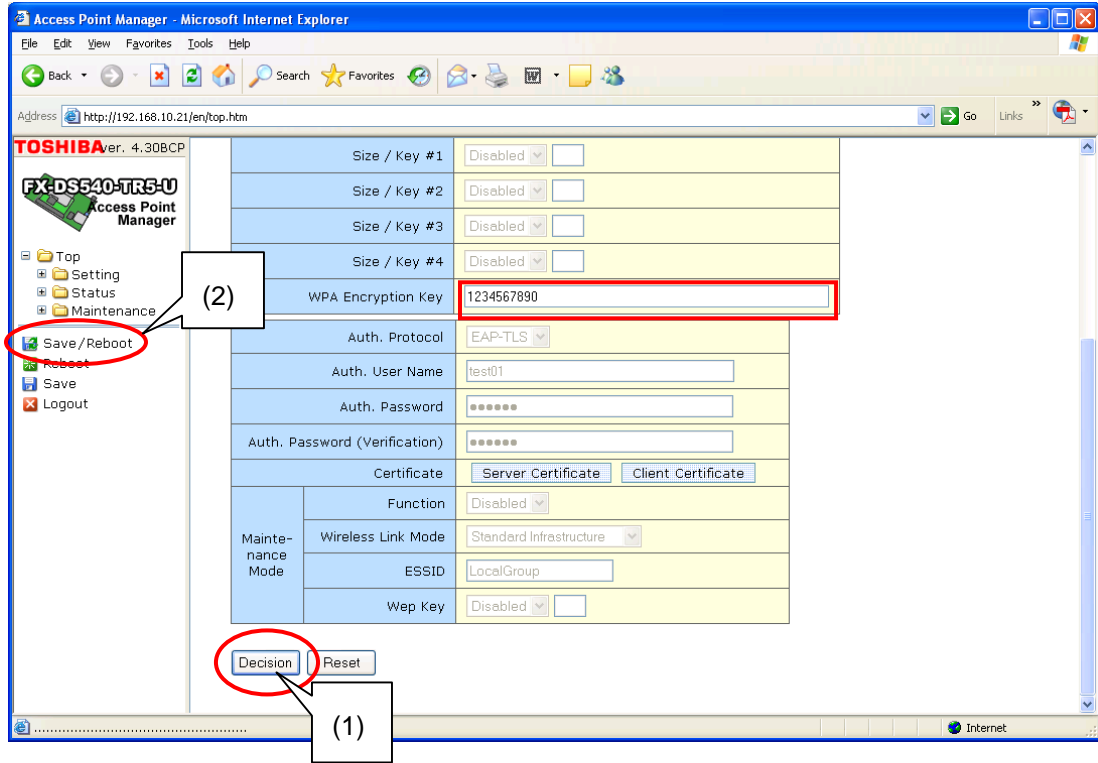 Access Point Manager - Microsoft Internet Explorer
File Edit View Favorites Tools Help
Back Search Favorites
Address http://192.168.10.21/en/top.htm Go Links »
TOSHIBA ver. 4.30BCP
FX-DS540-TR5-U
Access Point
Manager
Top
Setting
Status
Maintenance
Save/Reboot
Reboot
Save
Logout
(2)
Size / Key #1 Disabled
Size / Key #2 Disabled
Size / Key #3 Disabled
Size / Key #4 Disabled
WPA Encryption Key 1234567890
Auth. Protocol EAP-TLS
Auth. User Name test01
Auth. Password ●●●●●●
Auth. Password (Verification) ●●●●●●
Certificate Server Certificate Client Certificate
Mainte-
nance
Mode
Function Disabled
Wireless Link Mode Standard Infrastructure
ESSID LocalGroup
Wep Key Disabled
Decision Reset
(1)
Internet